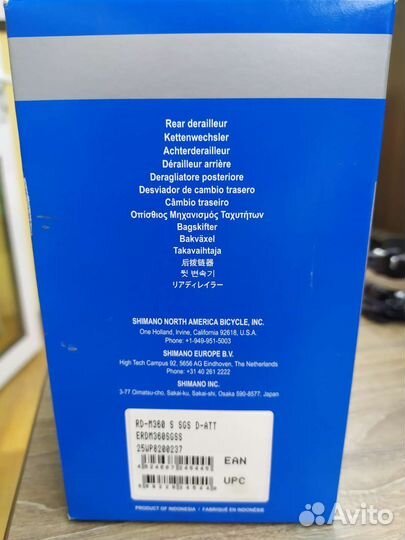 Rear derailleur
Kettenwechsler
Achterderailleur
Dérailleur arrière
Deragliatore posteriore
Desviador de cambio trasero
Câmbio traseiro
Οπίσθιος Μηχανισμός Ταχυτήτων
Bagskifter
Bakväxel
Takavaihtaja
后拨链器
뒷 변속기
リアディレイラー
SHIMANO NORTH AMERICA BICYCLE, INC.
One Holland, Irvine, California 92618, U.S.A.
Phone: +1-949-951-5003
SHIMANO EUROPE B.V.
High Tech Campus 92, 5656 AG Eindhoven, The Netherlands
Phone: +31 40 261 2222
SHIMANO INC.
3-77 Oimatsu-cho, Sakai-ku, Sakai-shi, Osaka 590-8577, Japan
RD-M360 S SGS D-ATT
ERDM360SGSS
25WP8200237
EAN
UPC
PRODUCT OF INDONESIA / FABRIQUÉ EN INDONÉSIE
Avito